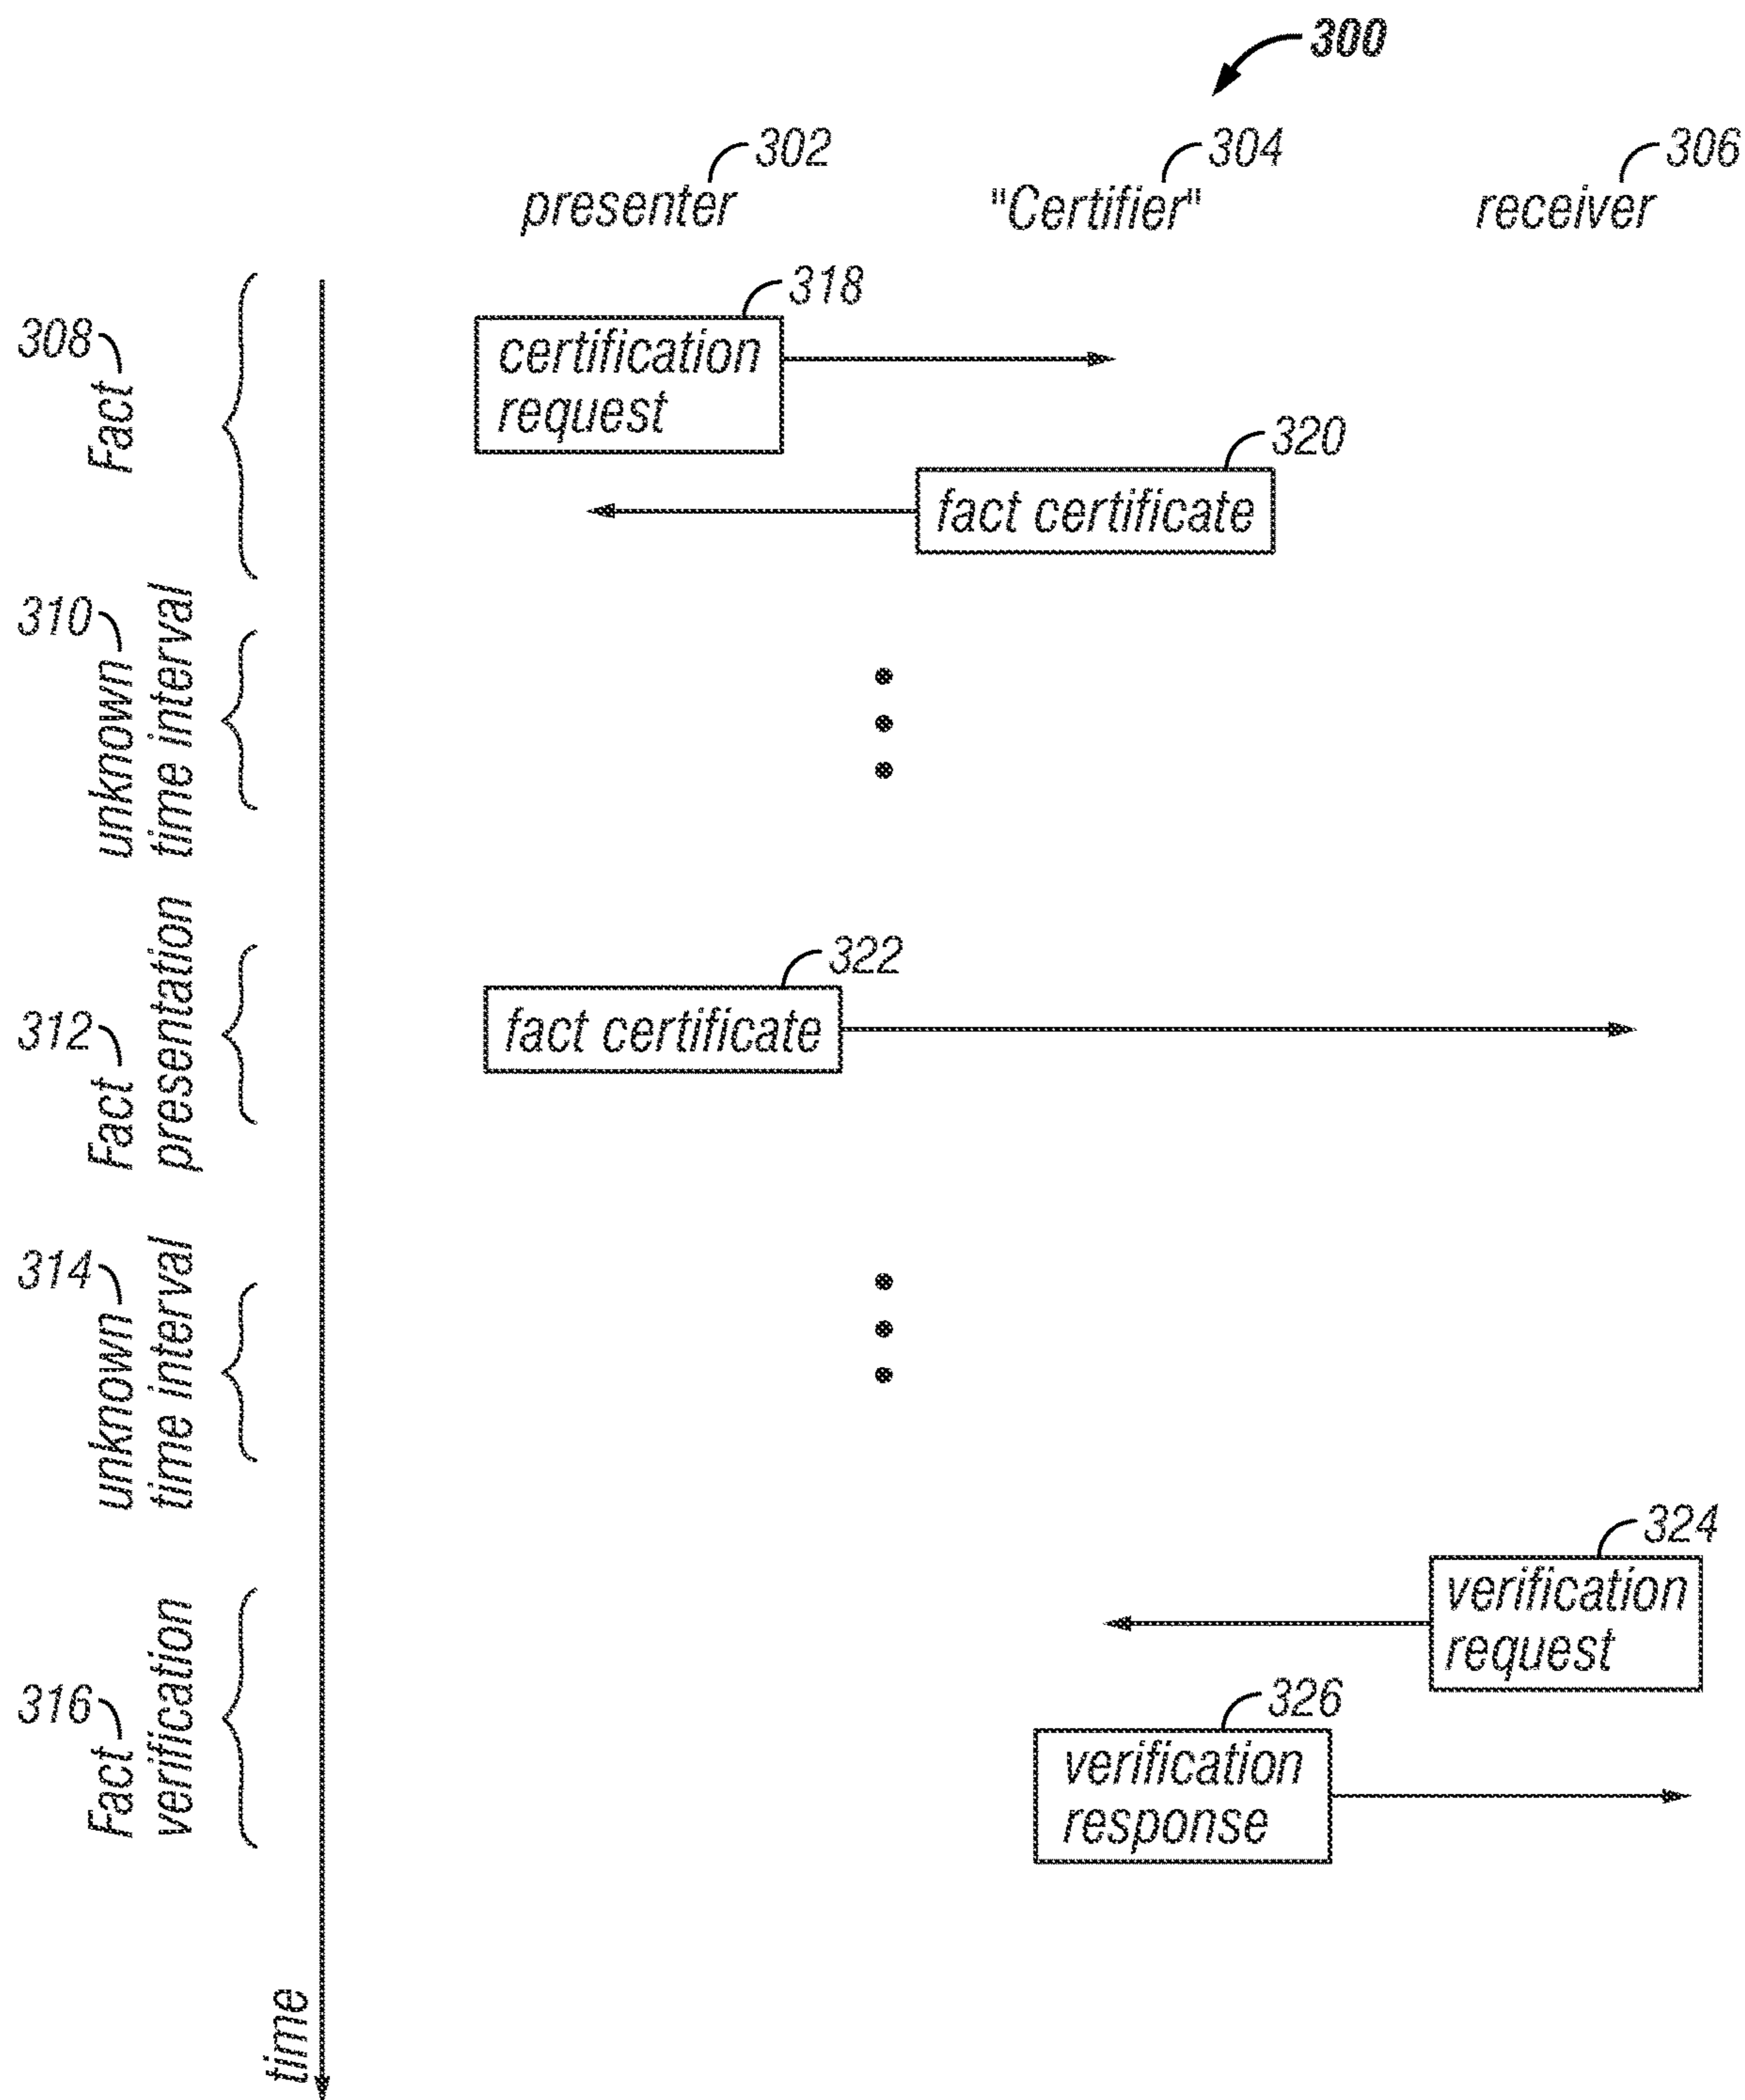 300
302
304
306
presenter
"Certifier"
receiver
308
Fact
318
certification
request
320
fact certificate
310
unknown
time interval
312
Fact
presentation
322
fact certificate
314
unknown
time interval
316
Fact
verification
324
verification
request
326
verification
response
time